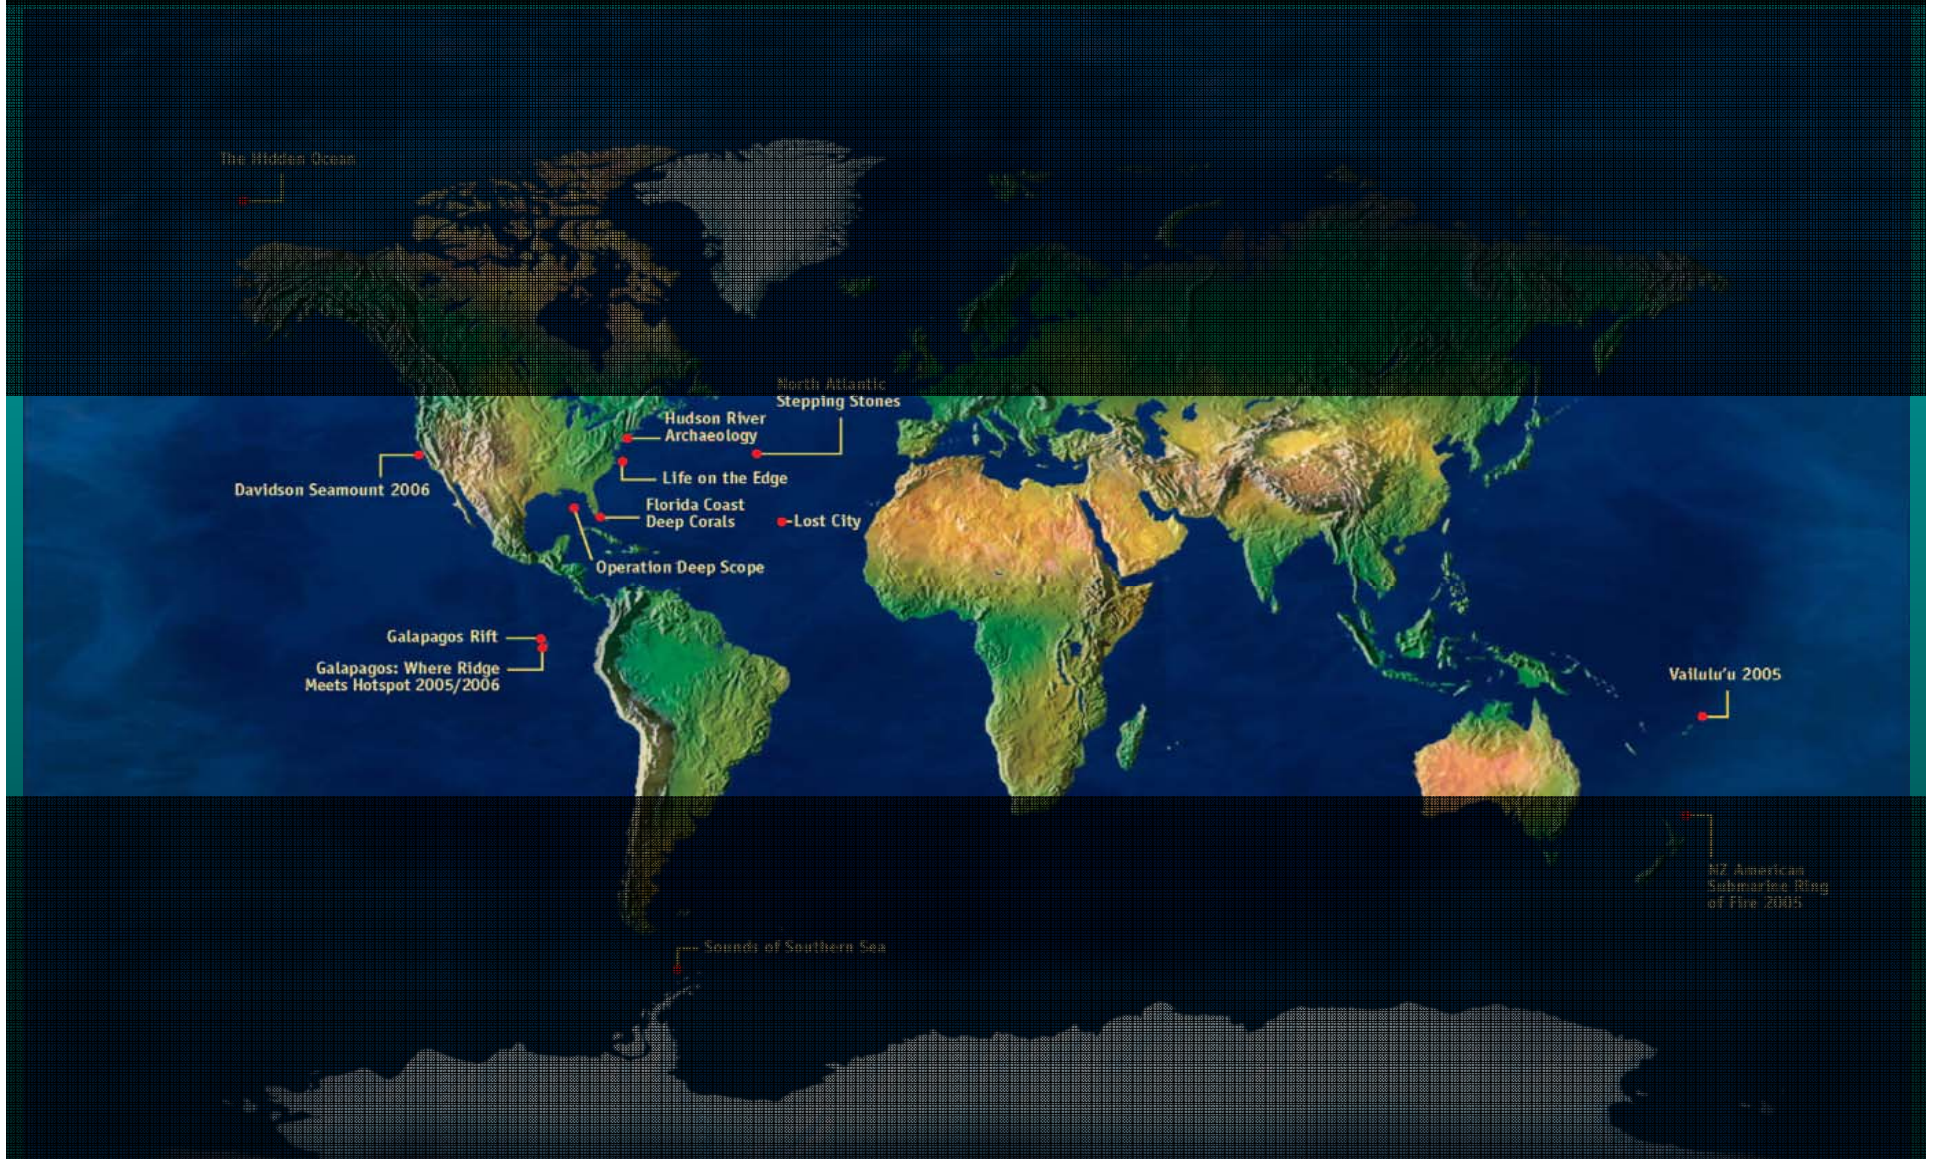 The Hidden Ocean
North Atlantic
Stepping Stones
Hudson River
Archaeology
Davidson Seamount 2006
Life on the Edge
Florida Coast
Deep Corals
Lost City
Operation Deep Scope
Galapagos Rift
Galapagos: Where Ridge
Meets Hotspot 2005/2006
Vailulu'u 2005
NZ American
Submarine Ring
of Fire 2005
Sounds of Southern Sea